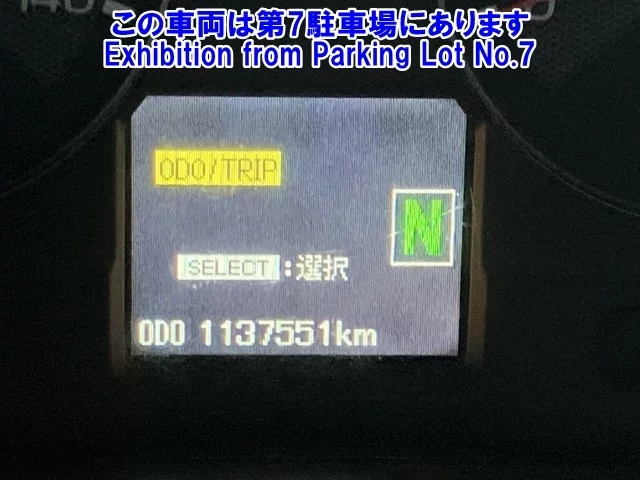 この車両は第7駐車場にあります
Exhibition from Parking Lot No.7
140
ODO/TRIP
N
SELECT:選択
ODO 1137551km